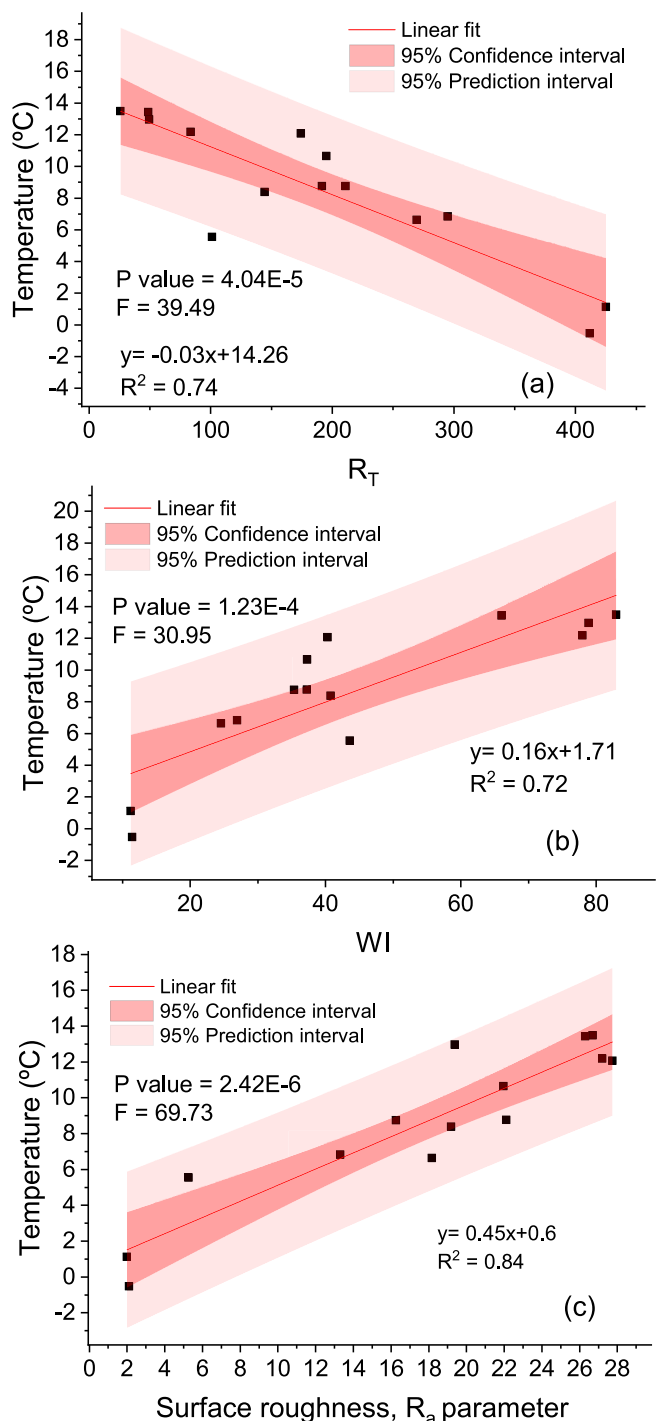 Linear fit
95% Confidence interval
95% Prediction interval
18
16
14
12
10
8
6
4
2
0
-2
-4
Temperature (ºC)
P value = 4.04E-5
F = 39.49
y= -0.03x+14.26
R² = 0.74
(a)
0 100 200 300 400
R_T
Linear fit
95% Confidence interval
95% Prediction interval
20
18
16
14
12
10
8
6
4
2
0
-2
Temperature (ºC)
P value = 1.23E-4
F = 30.95
y= 0.16x+1.71
R² = 0.72
(b)
20 40 60 80
WI
Linear fit
95% Confidence interval
95% Prediction interval
18
16
14
12
10
8
6
4
2
0
-2
Temperature (ºC)
P value = 2.42E-6
F = 69.73
y= 0.45x+0.6
R² = 0.84
(c)
0 2 4 6 8 10 12 14 16 18 20 22 24 26 28
Surface roughness, R_a parameter